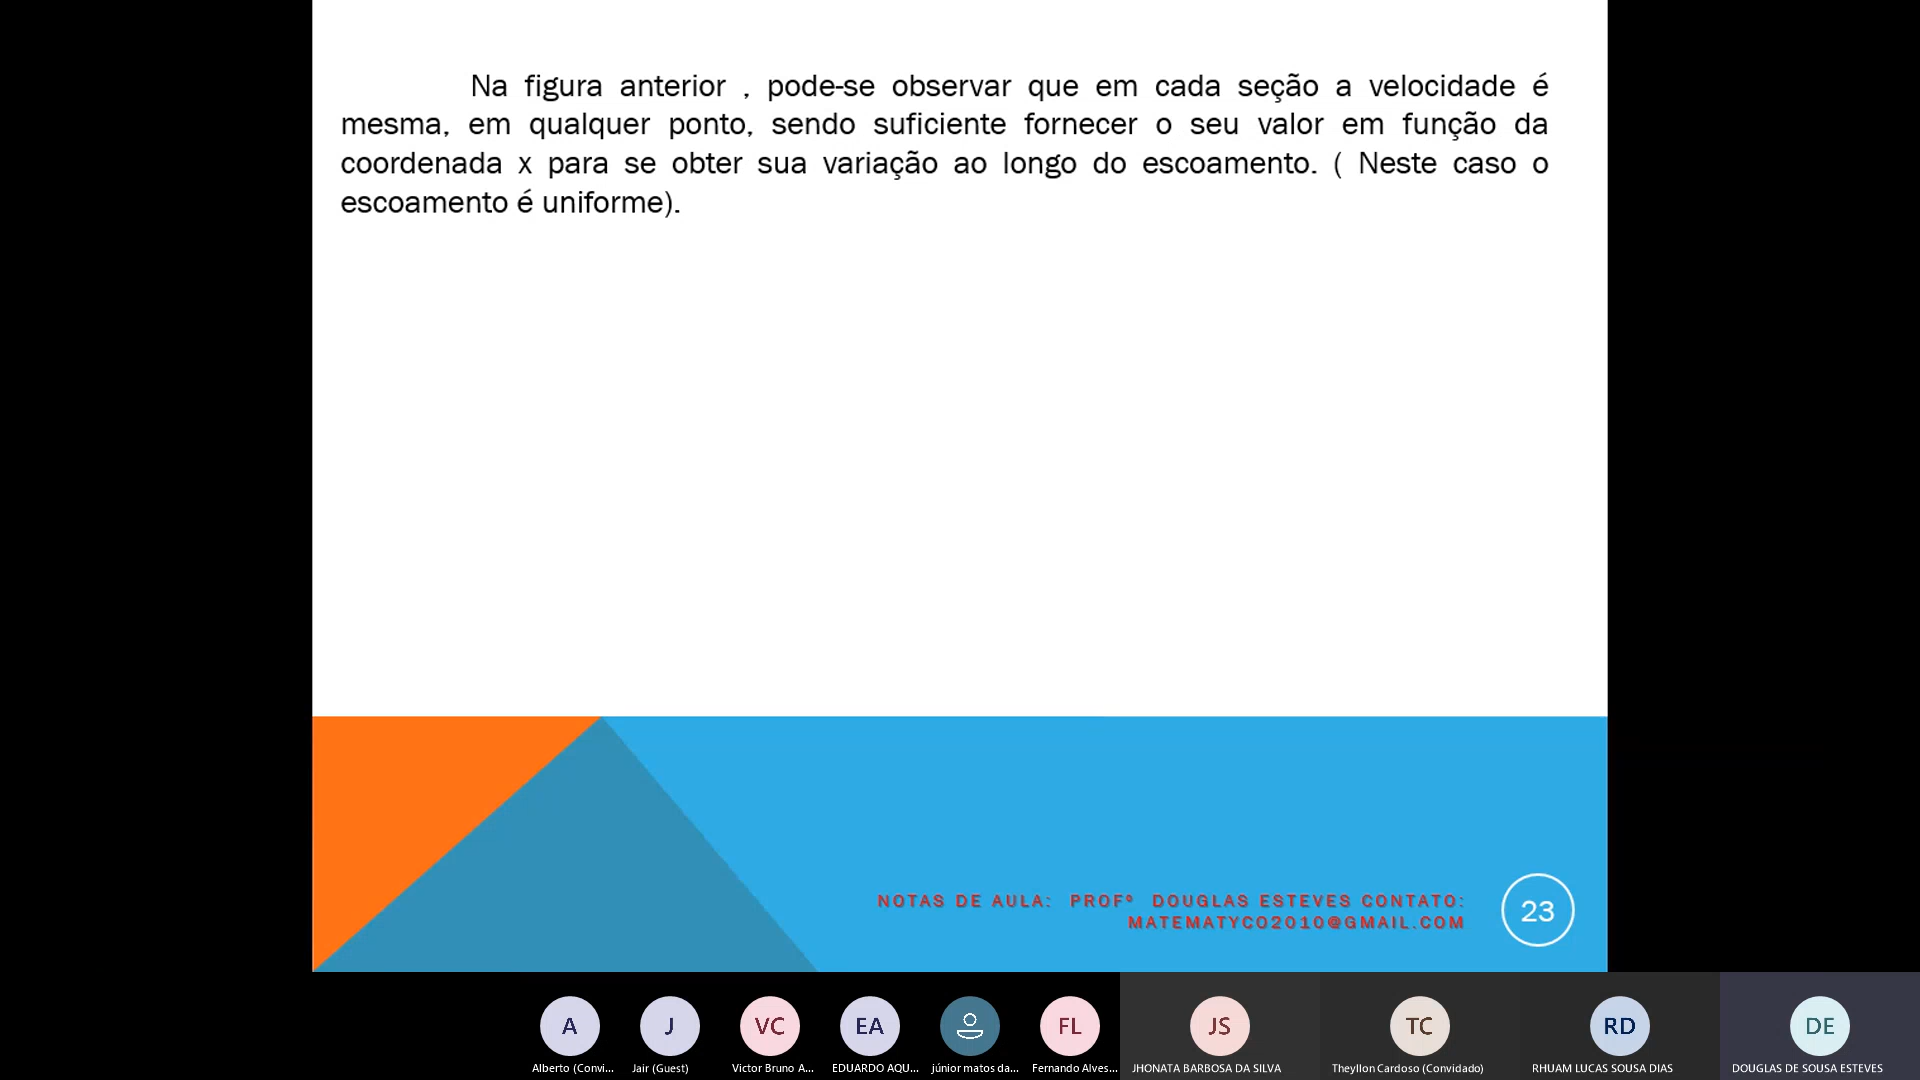 Na figura anterior , pode-se observar que em cada seção a velocidade é
mesma, em qualquer ponto, sendo suficiente fornecer o seu valor em função da
coordenada x para se obter sua variação ao longo do escoamento. ( Neste caso o
escoamento é uniforme).
NOTAS DE AULA: PROFº DOUGLAS ESTEVES CONTATO:
MATEMATYCO2010@GMAIL.COM
23
A
J
VC
EA
FL
JS
TC
RD
DE
Alberto (Convi...
Jair (Guest)
Victor Bruno A...
EDUARDO AQU...
júnior matos da...
Fernando Alves...
JHONATA BARBOSA DA SILVA
Theyllon Cardoso (Convidado)
RHUAM LUCAS SOUSA DIAS
DOUGLAS DE SOUSA ESTEVES